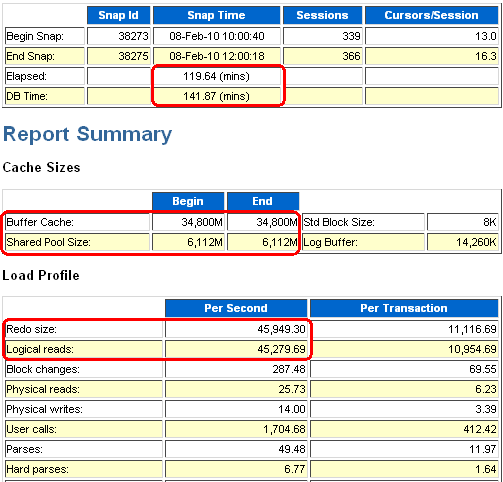 Snap Id Snap Time Sessions Cursors/Session
Begin Snap: 38273 08-Feb-10 10:00:40 339 13.0
End Snap: 38275 08-Feb-10 12:00:18 366 16.3
Elapsed: 119.64 (mins)
DB Time: 141.87 (mins)
Report Summary
Cache Sizes
Begin End
Buffer Cache: 34,800M 34,800M Std Block Size: 8K
Shared Pool Size: 6,112M 6,112M Log Buffer: 14,260K
Load Profile
Per Second Per Transaction
Redo size: 45,949.30 11,116.69
Logical reads: 45,279.69 10,954.69
Block changes: 287.48 69.55
Physical reads: 25.73 6.23
Physical writes: 14.00 3.39
User calls: 1,704.68 412.42
Parses: 49.48 11.97
Hard parses: 6.77 1.64